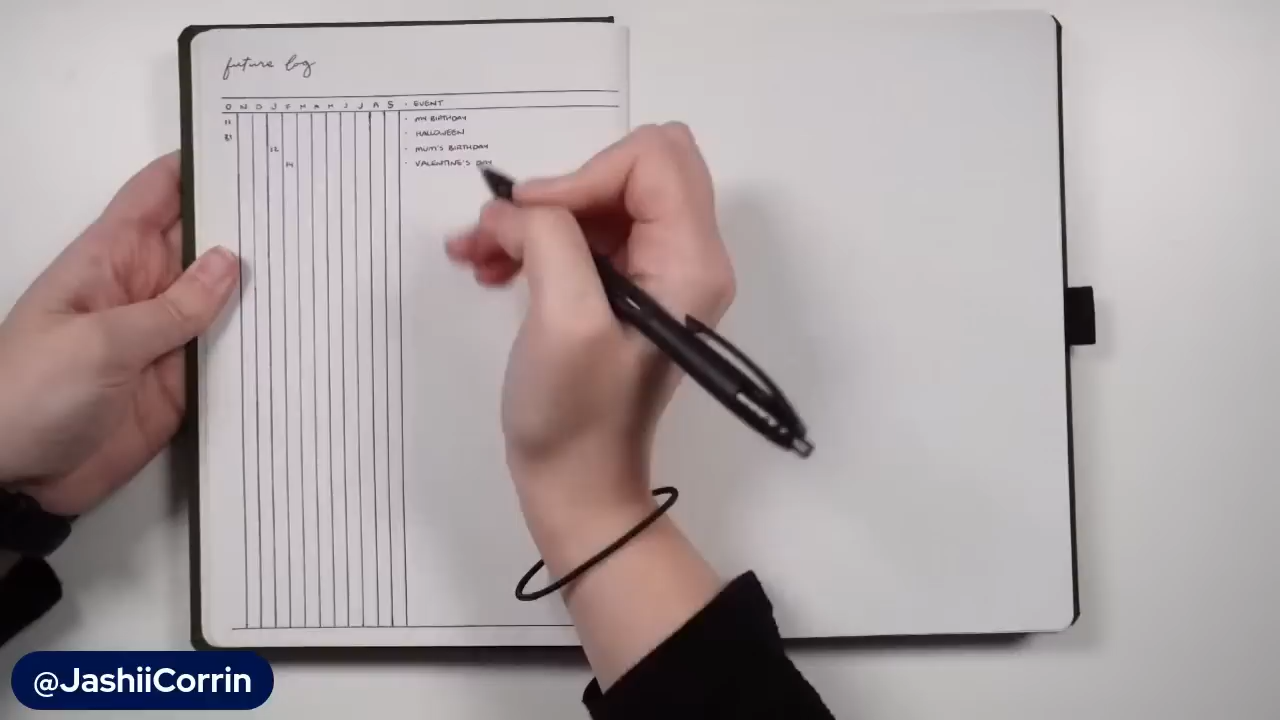 future log
O N D J F M A M J J A S · EVENT
11 · MY BIRTHDAY
31 · HALLOWEEN
12 · MUM'S BIRTHDAY
14 · VALENTINE'S DAY
@JashiiCorrin